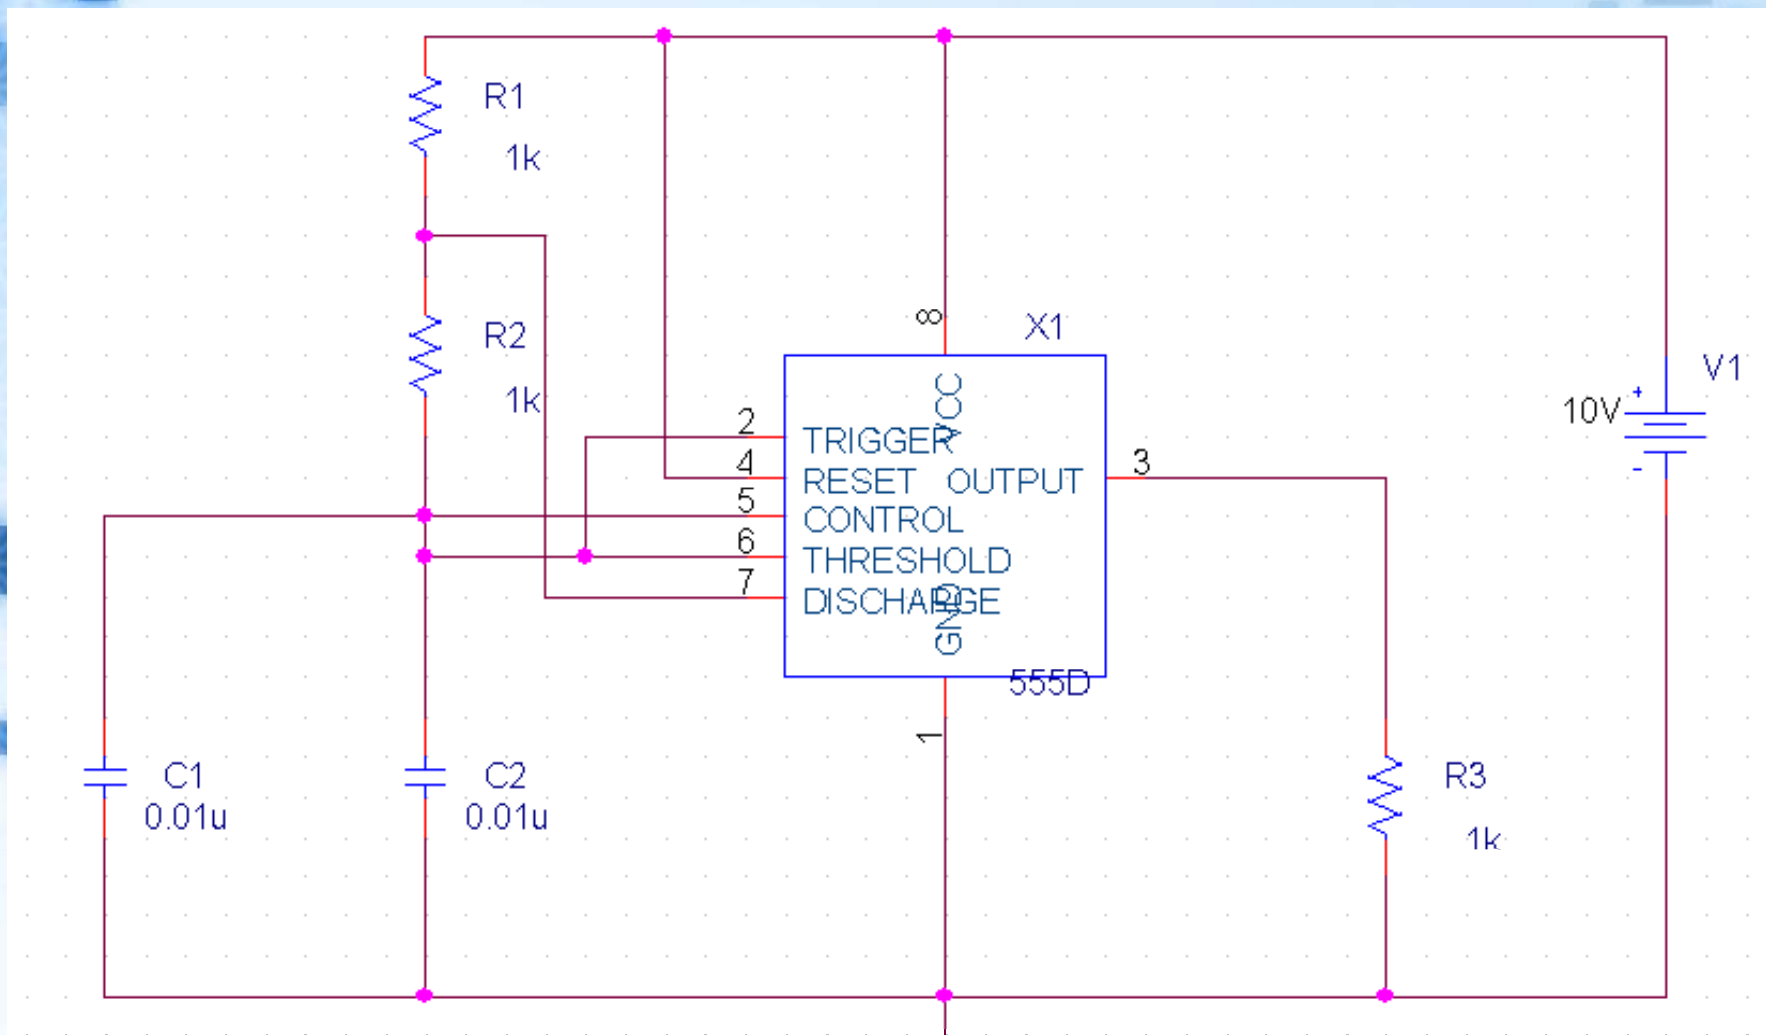 R1
1k
R2
1k
8
X1
VCC
2
TRIGGER
4
RESET
OUTPUT
3
5
CONTROL
6
THRESHOLD
7
DISCHARGE
GND
555D
1
V1
+
10V
-
C1
0.01u
C2
0.01u
R3
1k